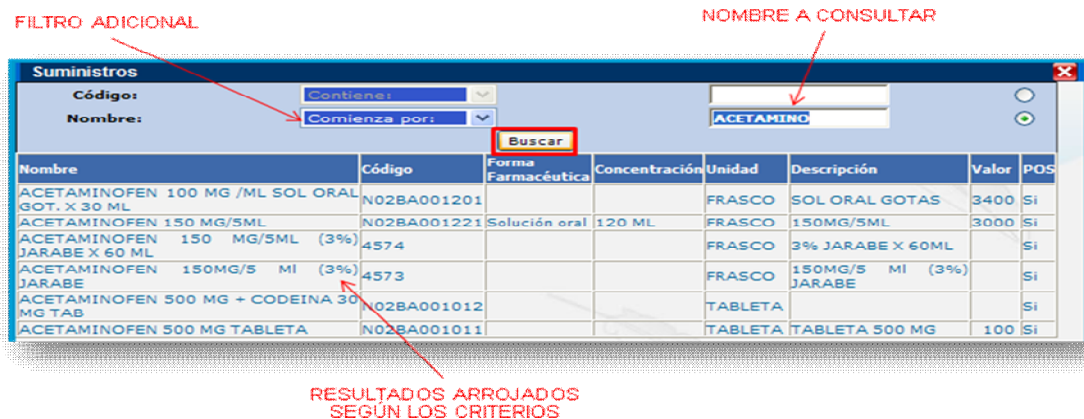 FILTRO ADICIONAL
NOMBRE A CONSULTAR
Suministros
Código: Contiene:
Nombre: Comienza por: ACETAMINO
Buscar
Nombre Código Forma Farmacéutica Concentración Unidad Descripción Valor POS
ACETAMINOFEN 100 MG /ML SOL ORAL GOT. X 30 ML N02BA001201 FRASCO SOL ORAL GOTAS 3400 Si
ACETAMINOFEN 150 MG/5ML N02BA001221 Solución oral 120 ML FRASCO 150MG/5ML 3000 Si
ACETAMINOFEN 150 MG/5ML (3%) JARABE X 60 ML 4574 FRASCO 3% JARABE X 60ML Si
ACETAMINOFEN 150MG/5 Ml (3%) JARABE 4573 FRASCO 150MG/5 Ml (3%) JARABE Si
ACETAMINOFEN 500 MG + CODEINA 30 MG TAB N02BA001012 TABLETA Si
ACETAMINOFEN 500 MG TABLETA N02BA001011 TABLETA TABLETA 500 MG 100 Si
RESULTADOS ARROJADOS
SEGÚN LOS CRITERIOS